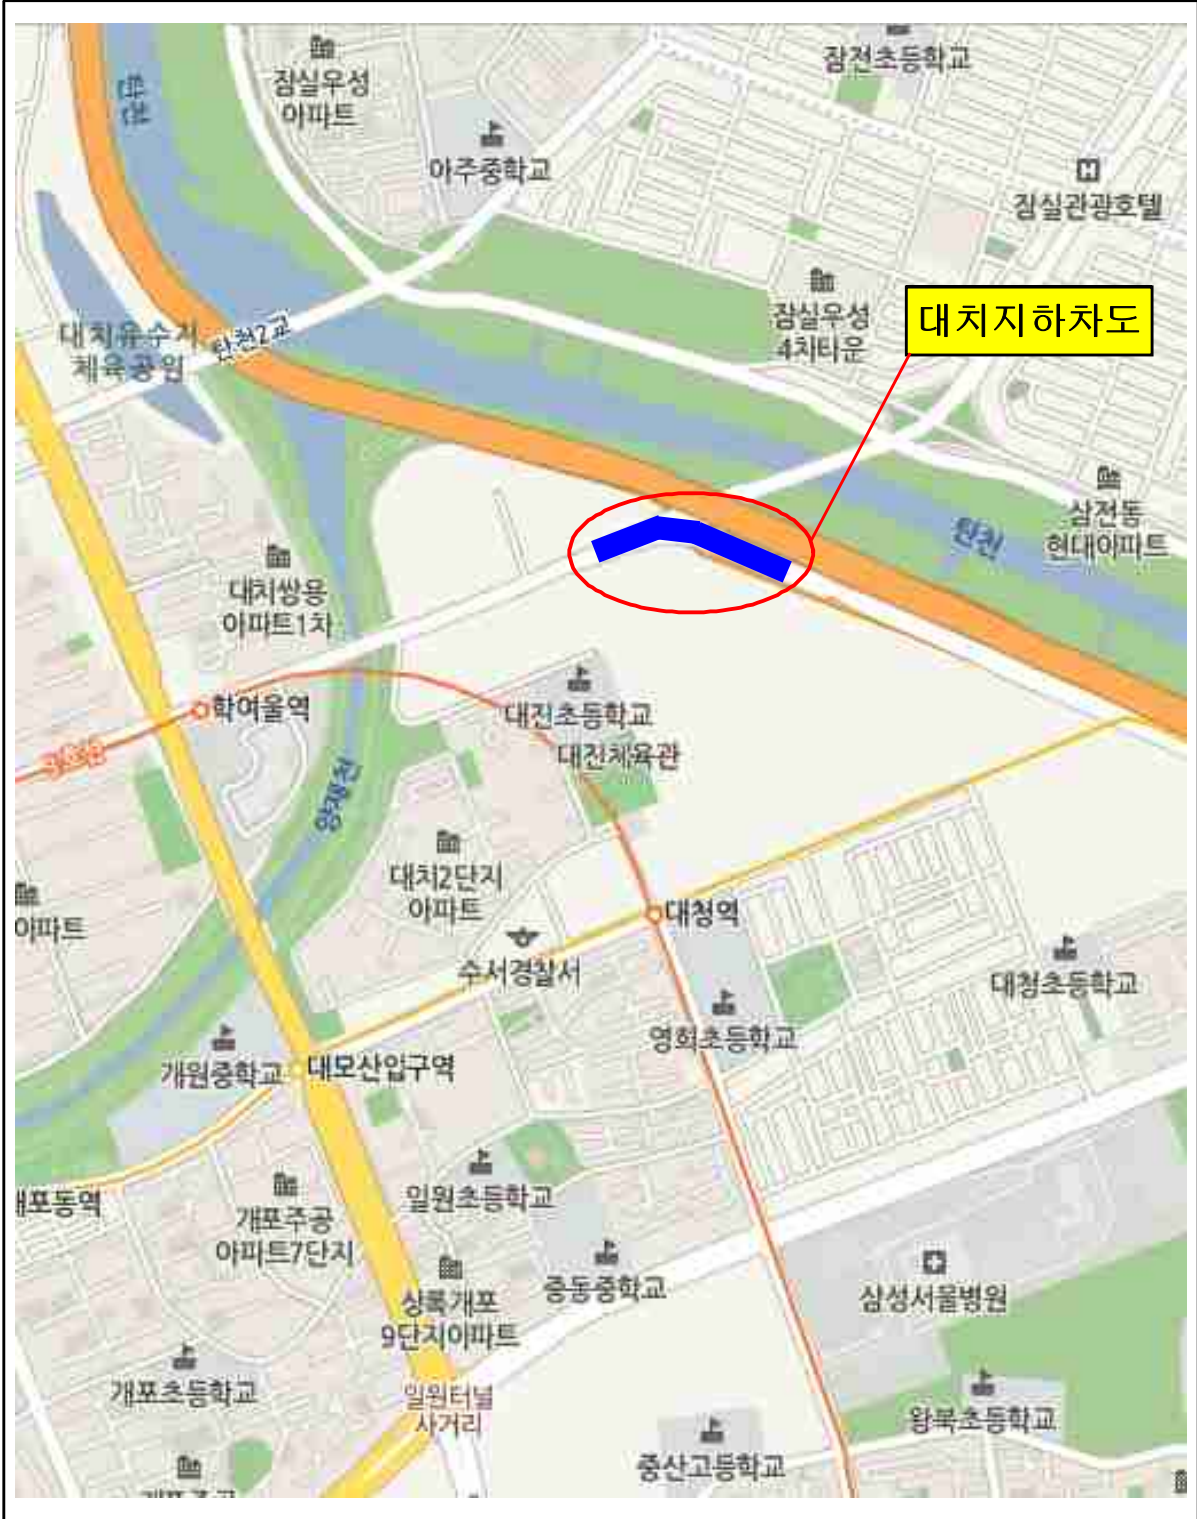 잠전초등학교
탄천
잠실우성
아파트
아주중학교
잠실관광호텔
잠실우성
4차타운
대치지하차도
대치유수지
체육공원
탄천2교
삼전동
현대아파트
탄천
대치쌍용
아파트1차
학여울역
3호선
대진초등학교
대진체육관
양재천
대치2단지
아파트
아파트
대청역
수서경찰서
대청초등학교
영희초등학교
개원중학교
대모산입구역
개포동역
일원초등학교
개포주공
아파트7단지
중동중학교
삼성서울병원
상록개포
9단지아파트
개포초등학교
일원터널
사거리
왕북초등학교
중산고등학교
개포주공